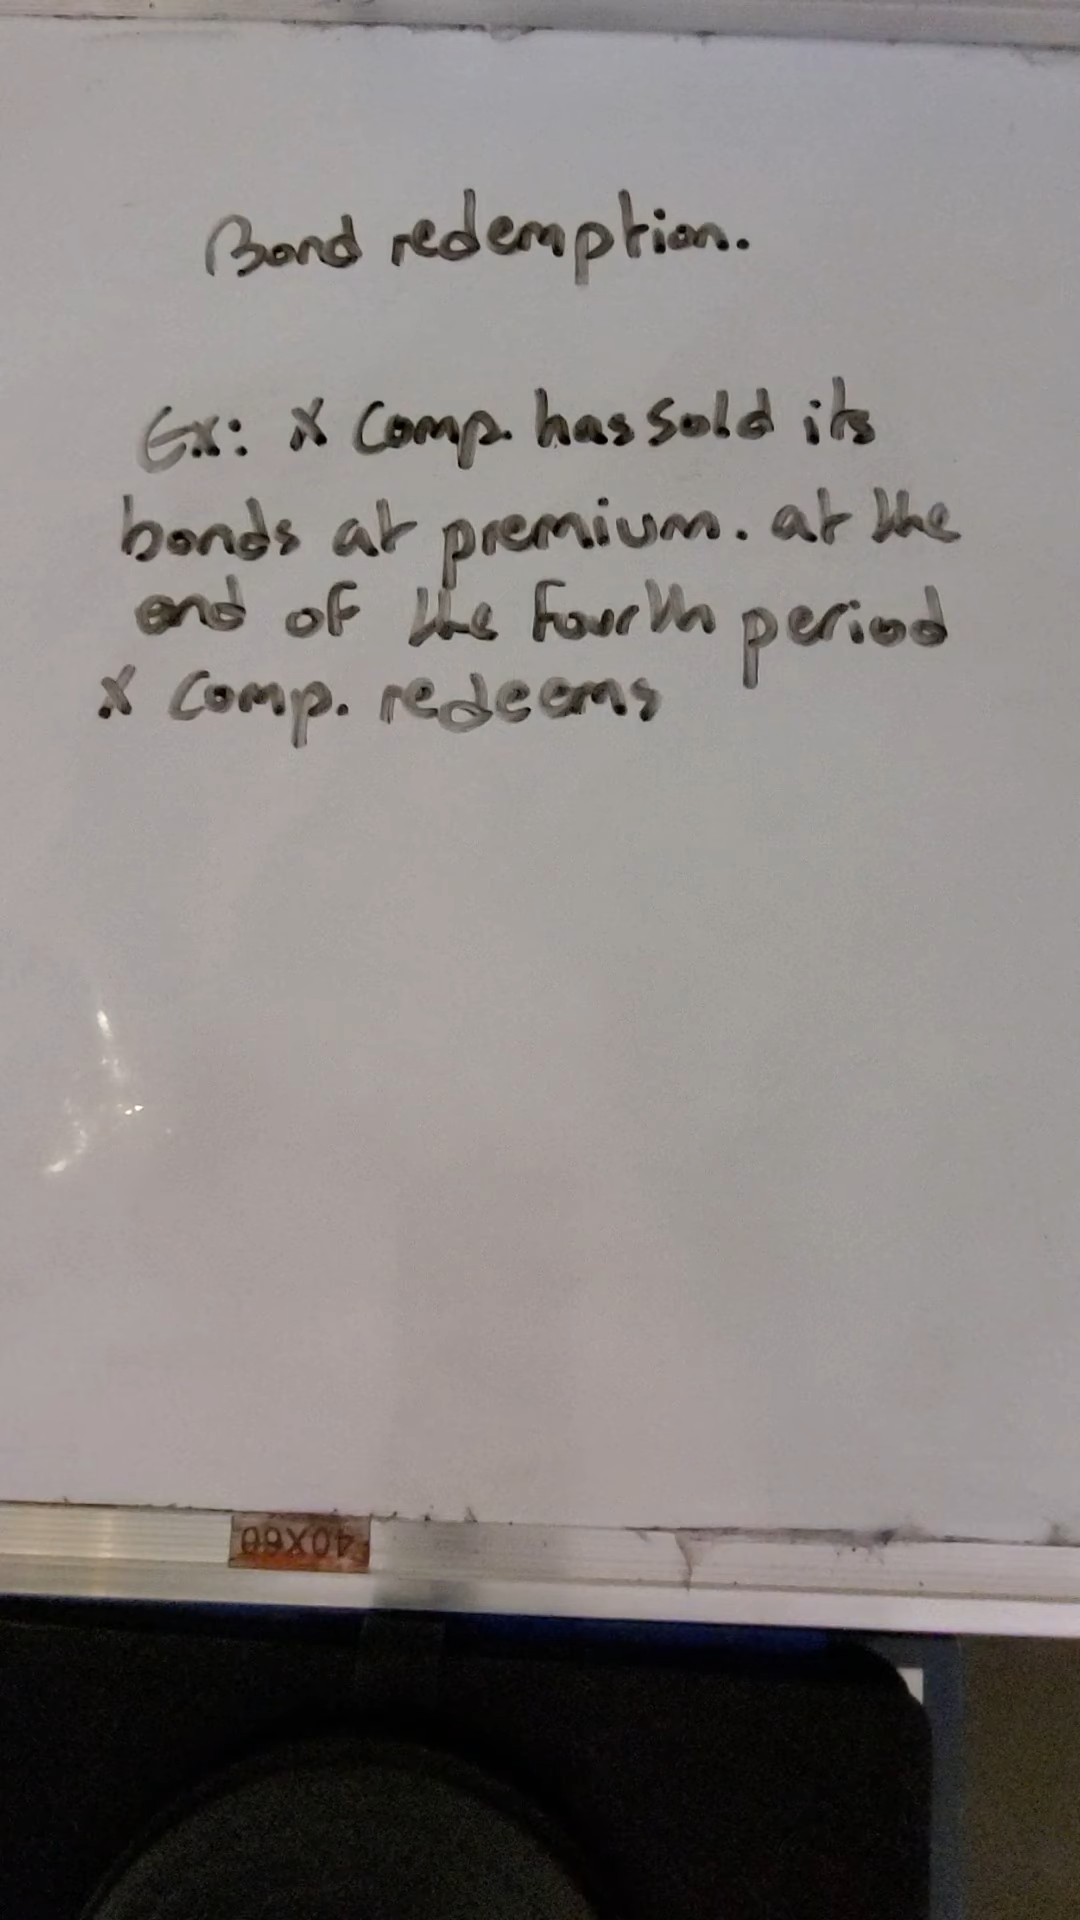 Bond redemption.
Ex: X Comp. has sold its
bonds at premium. at the
end of the fourth period
X Comp. redeems
40X60